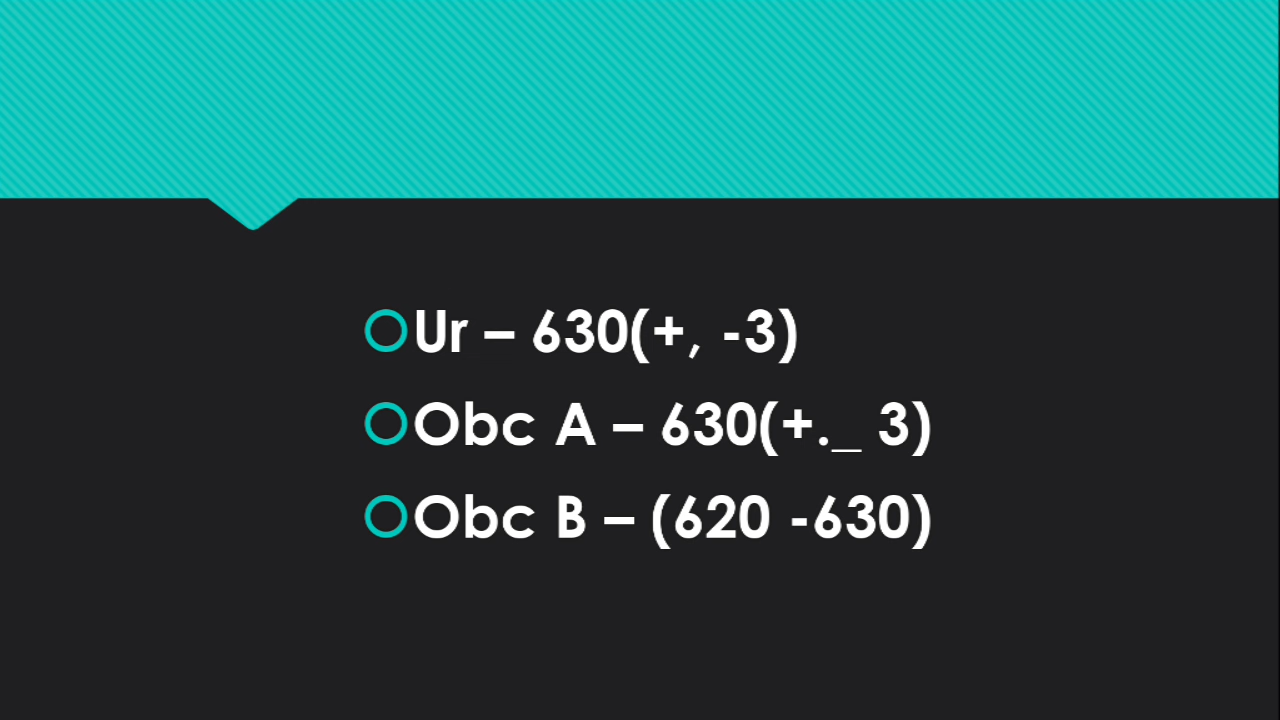 Ur – 630(+, -3)
Obc A – 630(+._ 3)
Obc B – (620 -630)